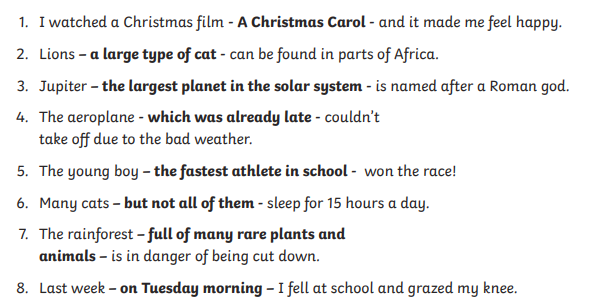 1. I watched a Christmas film - A Christmas Carol - and it made me feel happy.
2. Lions – a large type of cat - can be found in parts of Africa.
3. Jupiter – the largest planet in the solar system - is named after a Roman god.
4. The aeroplane - which was already late - couldn't
take off due to the bad weather.
5. The young boy – the fastest athlete in school - won the race!
6. Many cats – but not all of them - sleep for 15 hours a day.
7. The rainforest – full of many rare plants and
animals – is in danger of being cut down.
8. Last week – on Tuesday morning – I fell at school and grazed my knee.